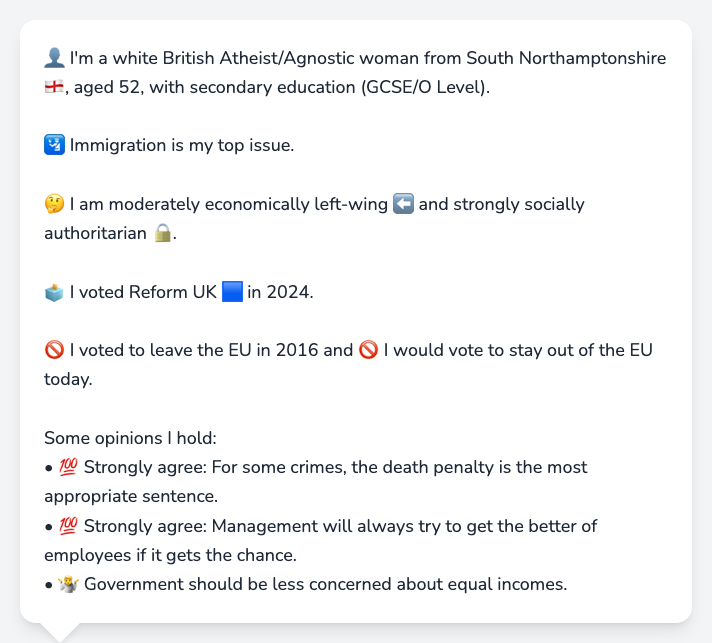 👤 I'm a white British Atheist/Agnostic woman from South Northamptonshire
🏴󠁧󠁢󠁥󠁮󠁧󠁿, aged 52, with secondary education (GCSE/O Level).
🛂 Immigration is my top issue.
🤔 I am moderately economically left-wing ⬅️ and strongly socially
authoritarian 🔒.
🗳️ I voted Reform UK 🟦 in 2024.
🚫 I voted to leave the EU in 2016 and 🚫 I would vote to stay out of the EU
today.
Some opinions I hold:
• 💯 Strongly agree: For some crimes, the death penalty is the most
appropriate sentence.
• 💯 Strongly agree: Management will always try to get the better of
employees if it gets the chance.
• 🤷 Government should be less concerned about equal incomes.